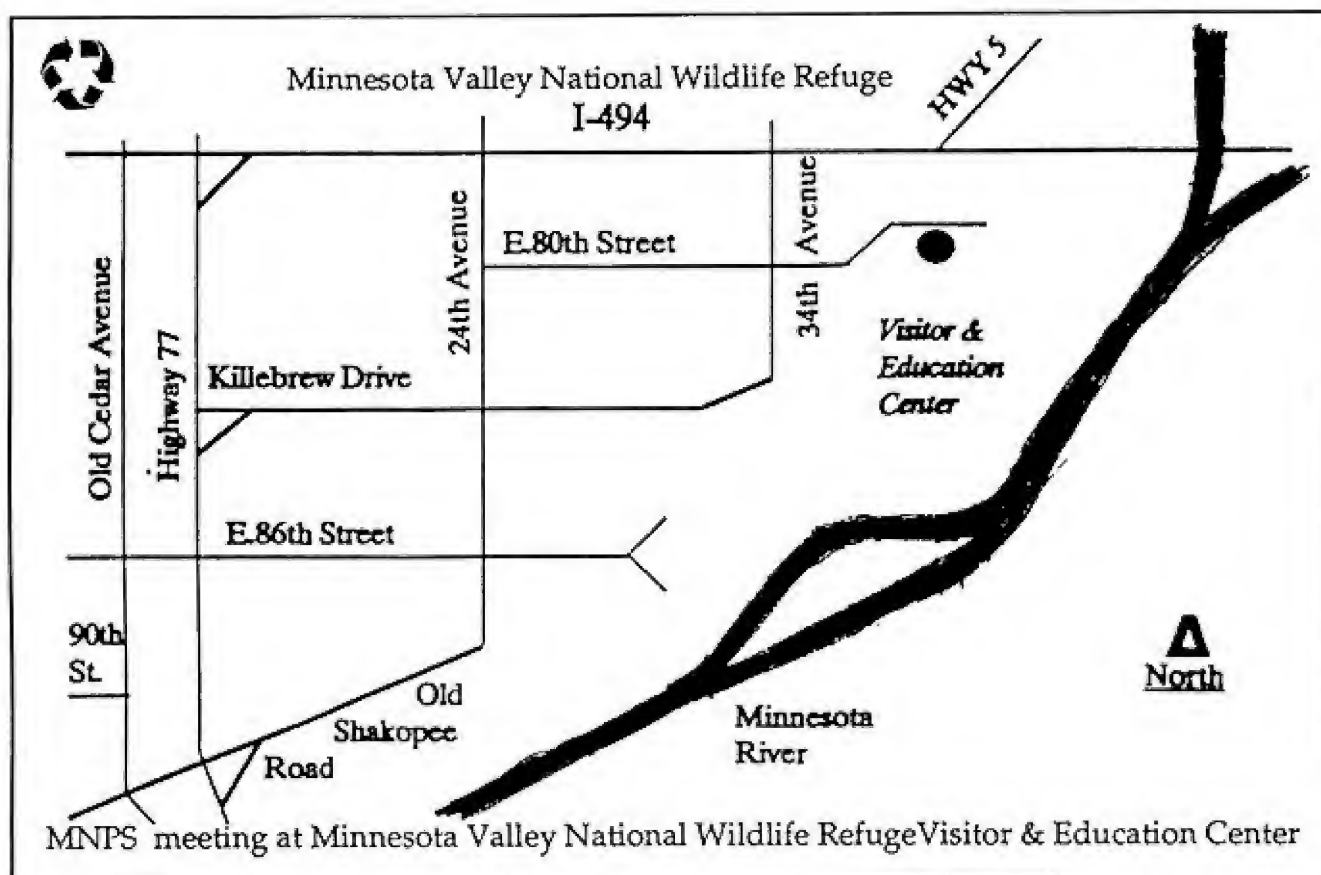 Minnesota Valley National Wildlife Refuge
I-494
HWY 5
Old Cedar Avenue
Highway 77
24th Avenue
E.80th Street
34th Avenue
Visitor &
Education
Center
Killebrew Drive
E.86th Street
90th
St.
Old
Shakopee
Road
Minnesota
River
North
MNPS meeting at Minnesota Valley National Wildlife RefugeVisitor & Education Center